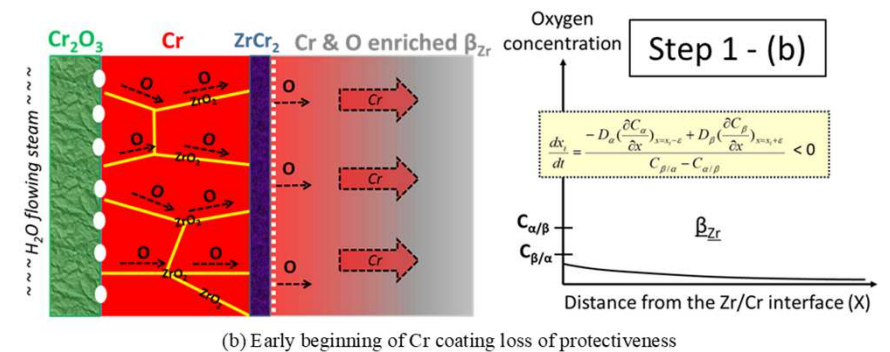 Cr₂O₃ Cr ZrCr₂ Cr & O enriched βZr
~ ~ ~ H₂O flowing steam ~ ~ ~
O O
ZrO₂
O Cr
O O
ZrO₂
O O
O Cr
ZrO₂
O O
O Cr
ZrO₂
ZrO₂
Oxygen
concentration
Step 1 - (b)
dxᵢ/dt = (− Dα(∂Cα/∂x)x=xᵢ−ε + Dβ(∂Cβ/∂x)x=xᵢ+ε) / (Cβ/α − Cα/β) < 0
Cα/β
βZr
Cβ/α
Distance from the Zr/Cr interface (X)
(b) Early beginning of Cr coating loss of protectiveness